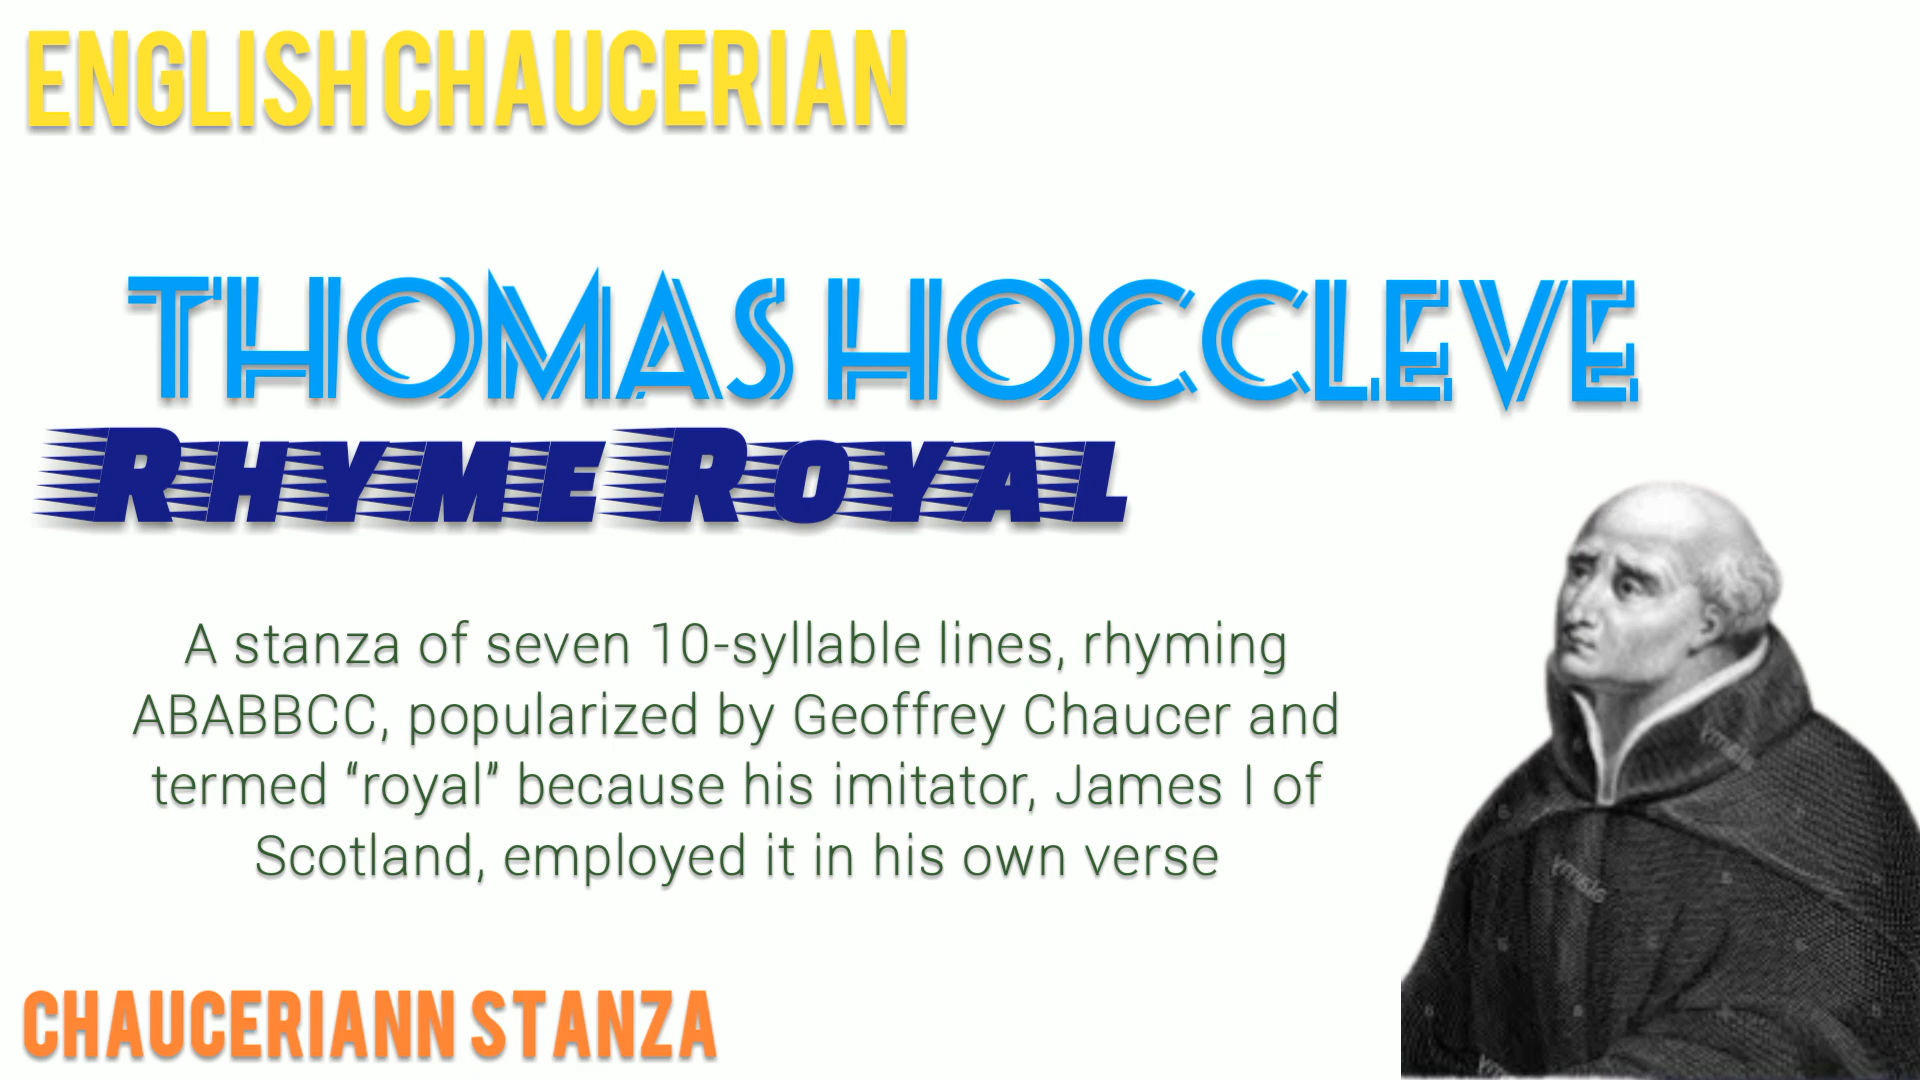 ENGLISH CHAUCERIAN
THOMAS HOCCLEVE
RHYME ROYAL
A stanza of seven 10-syllable lines, rhyming
ABABBCC, popularized by Geoffrey Chaucer and
termed “royal” because his imitator, James I of
Scotland, employed it in his own verse
CHAUCERIANN STANZA